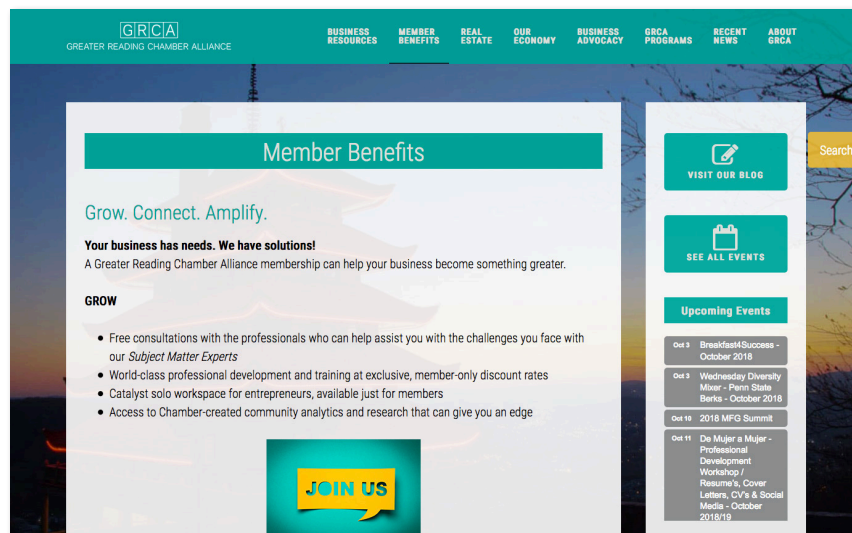 GRCA
GREATER READING CHAMBER ALLIANCE
BUSINESS
RESOURCES
MEMBER
BENEFITS
REAL
ESTATE
OUR
ECONOMY
BUSINESS
ADVOCACY
GRCA
PROGRAMS
RECENT
NEWS
ABOUT
GRCA
Member Benefits
Grow. Connect. Amplify.
Your business has needs. We have solutions!
A Greater Reading Chamber Alliance membership can help your business become something greater.
GROW
Free consultations with the professionals who can help assist you with the challenges you face with
our Subject Matter Experts
World-class professional development and training at exclusive, member-only discount rates
Catalyst solo workspace for entrepreneurs, available just for members
Access to Chamber-created community analytics and research that can give you an edge
JOIN US
VISIT OUR BLOG
Search
SEE ALL EVENTS
Upcoming Events
Oct 3 Breakfast4Success -
October 2018
Oct 3 Wednesday Diversity
Mixer - Penn State
Berks - October 2018
Oct 10 2018 MFG Summit
Oct 11 De Mujer a Mujer -
Professional
Development
Workshop /
Resume's, Cover
Letters, CV's & Social
Media - October
2018/19